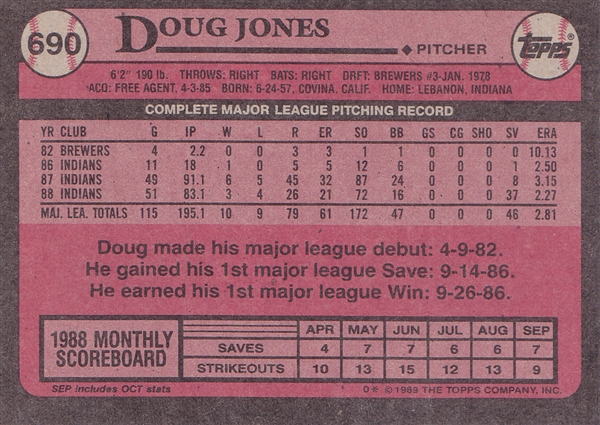 690
DOUG JONES
PITCHER
TOPPS
6'2" 190 lb. THROWS: RIGHT BATS: RIGHT DRFT: BREWERS #3-JAN. 1978
ACQ: FREE AGENT, 4-3-85 BORN: 6-24-57, COVINA, CALIF. HOME: LEBANON, INDIANA
COMPLETE MAJOR LEAGUE PITCHING RECORD
YR CLUB G IP W L R ER SO BB GS CG SHO SV ERA
82 BREWERS 4 2.2 0 0 3 3 1 1 0 0 0 0 10.13
86 INDIANS 11 18 1 0 5 5 12 6 0 0 0 1 2.50
87 INDIANS 49 91.1 6 5 45 32 87 24 0 0 0 8 3.15
88 INDIANS 51 83.1 3 4 26 21 72 16 0 0 0 37 2.27
MAJ. LEA. TOTALS 115 195.1 10 9 79 61 172 47 0 0 0 46 2.81
Doug made his major league debut: 4-9-82.
He gained his 1st major league Save: 9-14-86.
He earned his 1st major league Win: 9-26-86.
1988 MONTHLY SCOREBOARD
APR MAY JUN JUL AUG SEP
SAVES 4 7 7 6 6 7
STRIKEOUTS 10 13 15 12 13 9
SEP includes OCT stats
0* © 1989 THE TOPPS COMPANY, INC.